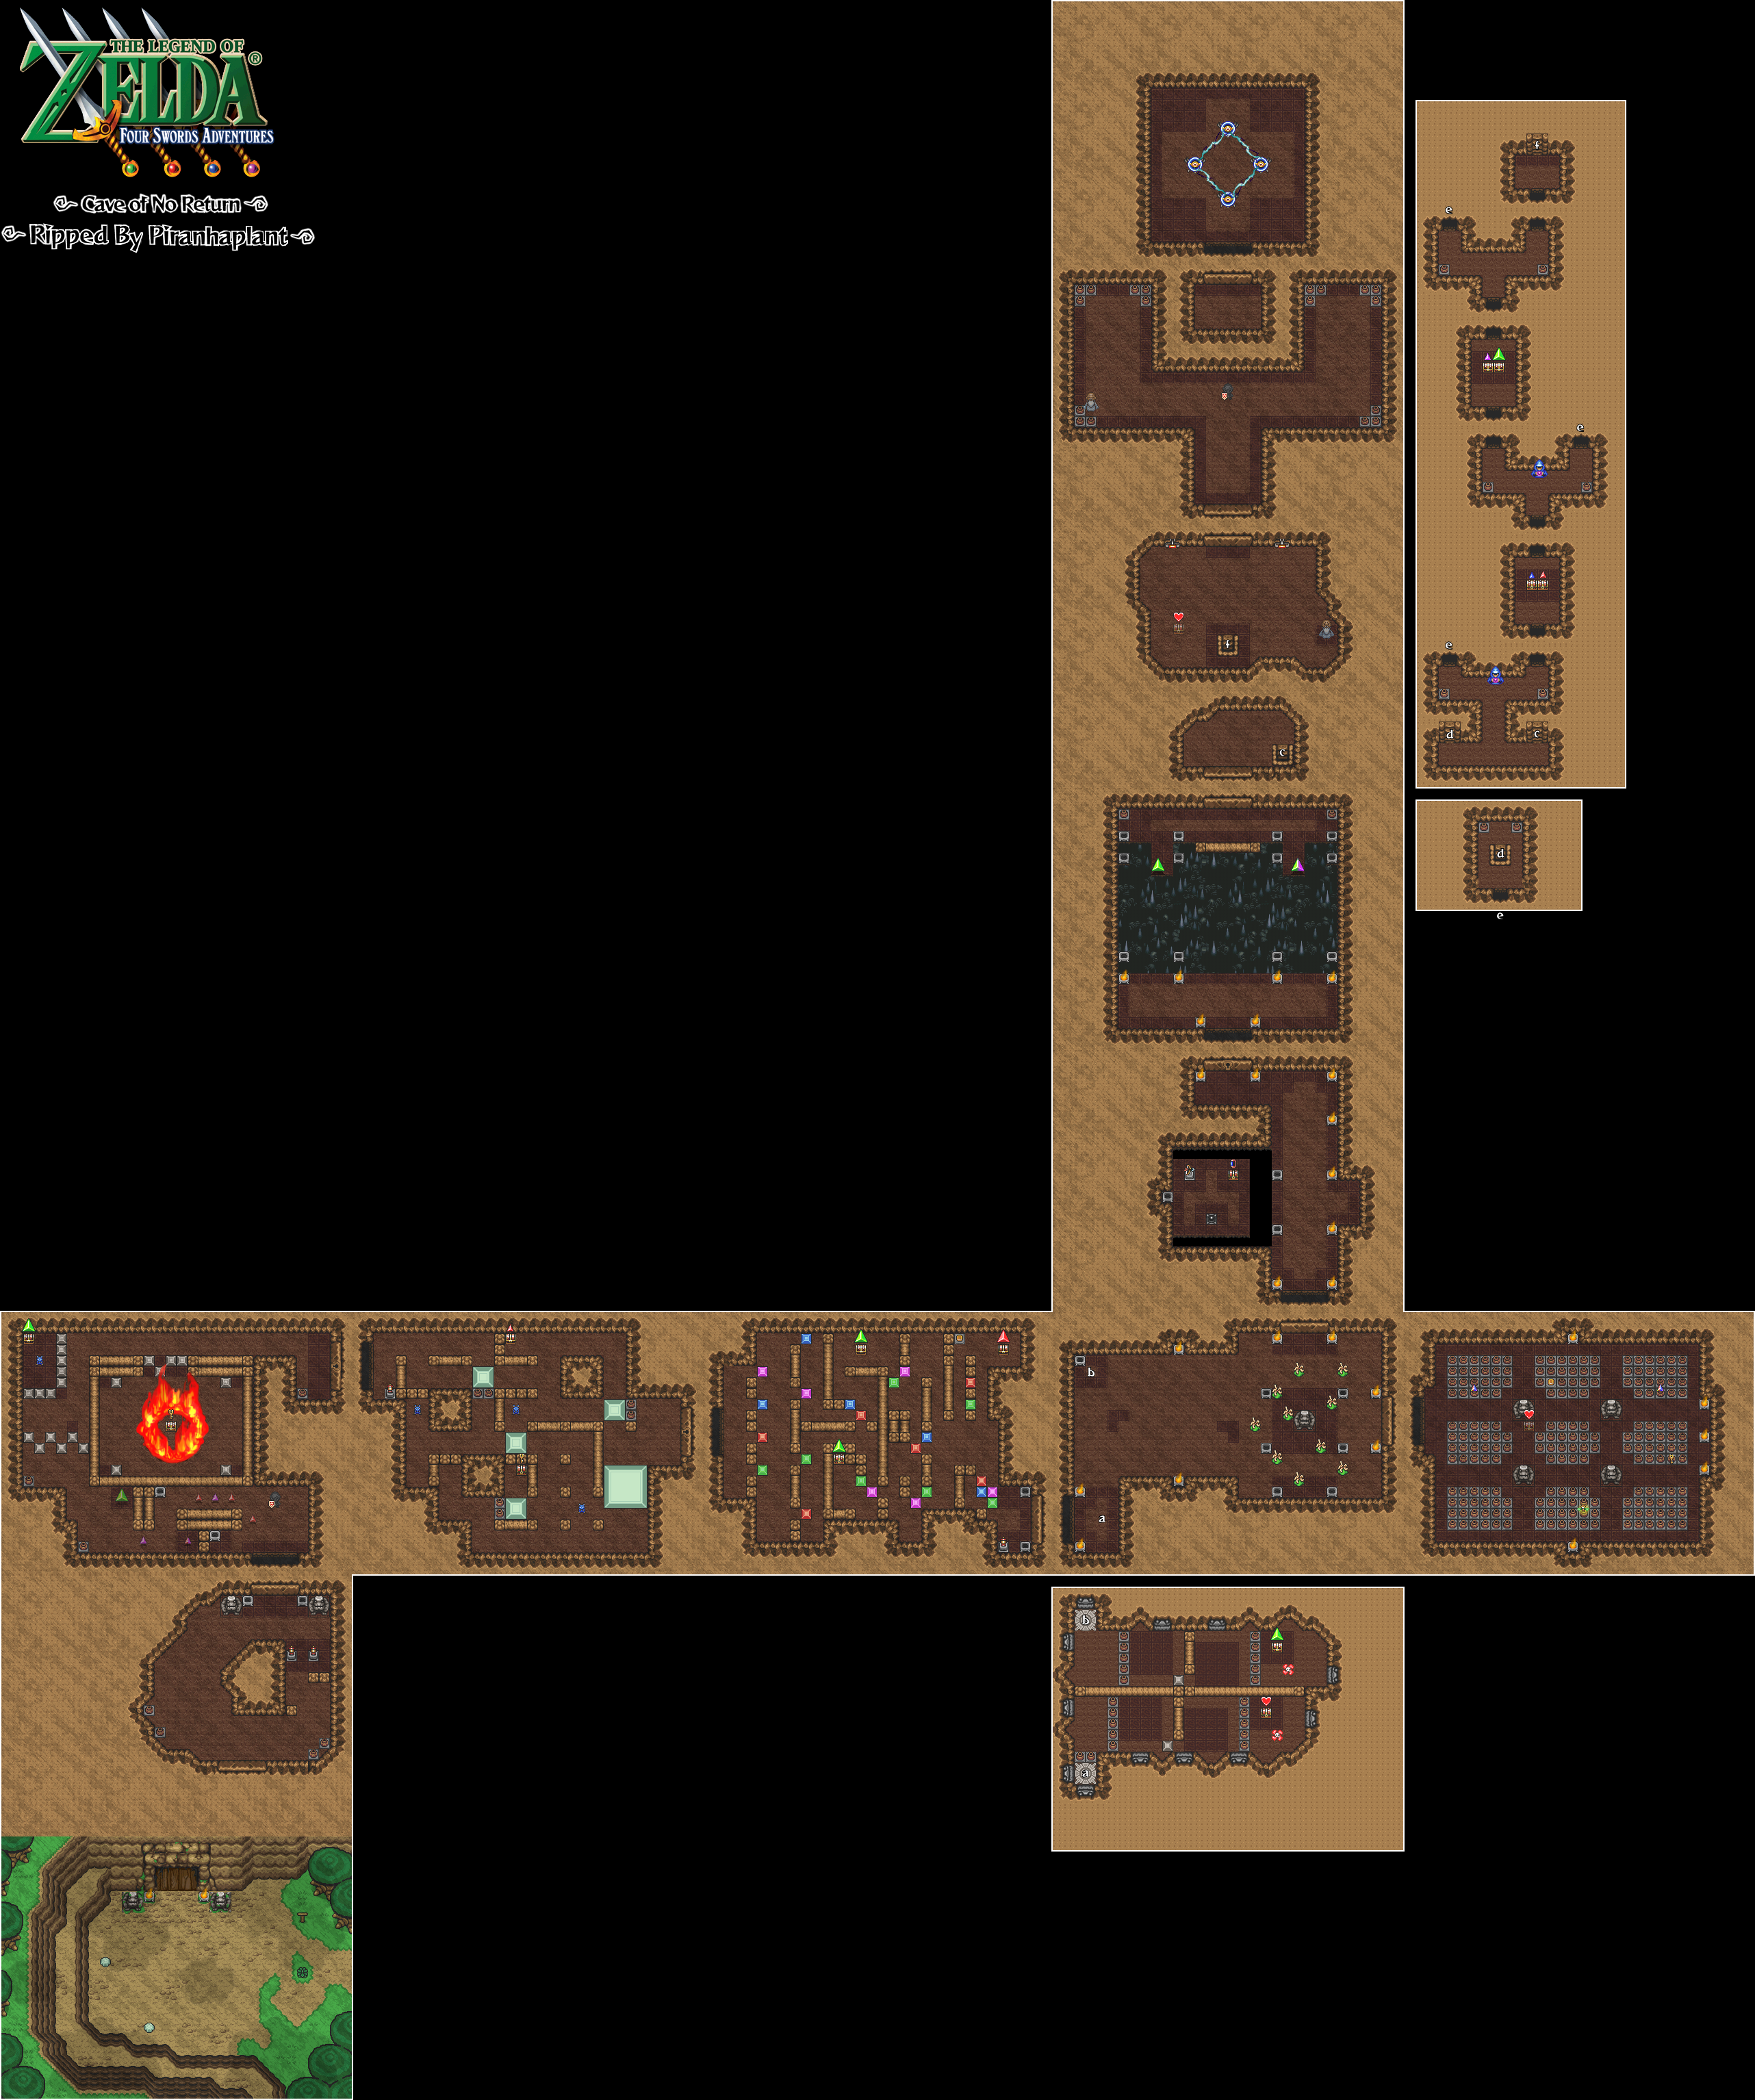 THE LEGEND OF
ZELDA®
FOUR SWORDS ADVENTURES
Cave of No Return
Ripped By Piranhaplant
f
e
e
f
e
d
c
c
d
e
b
a
b
a